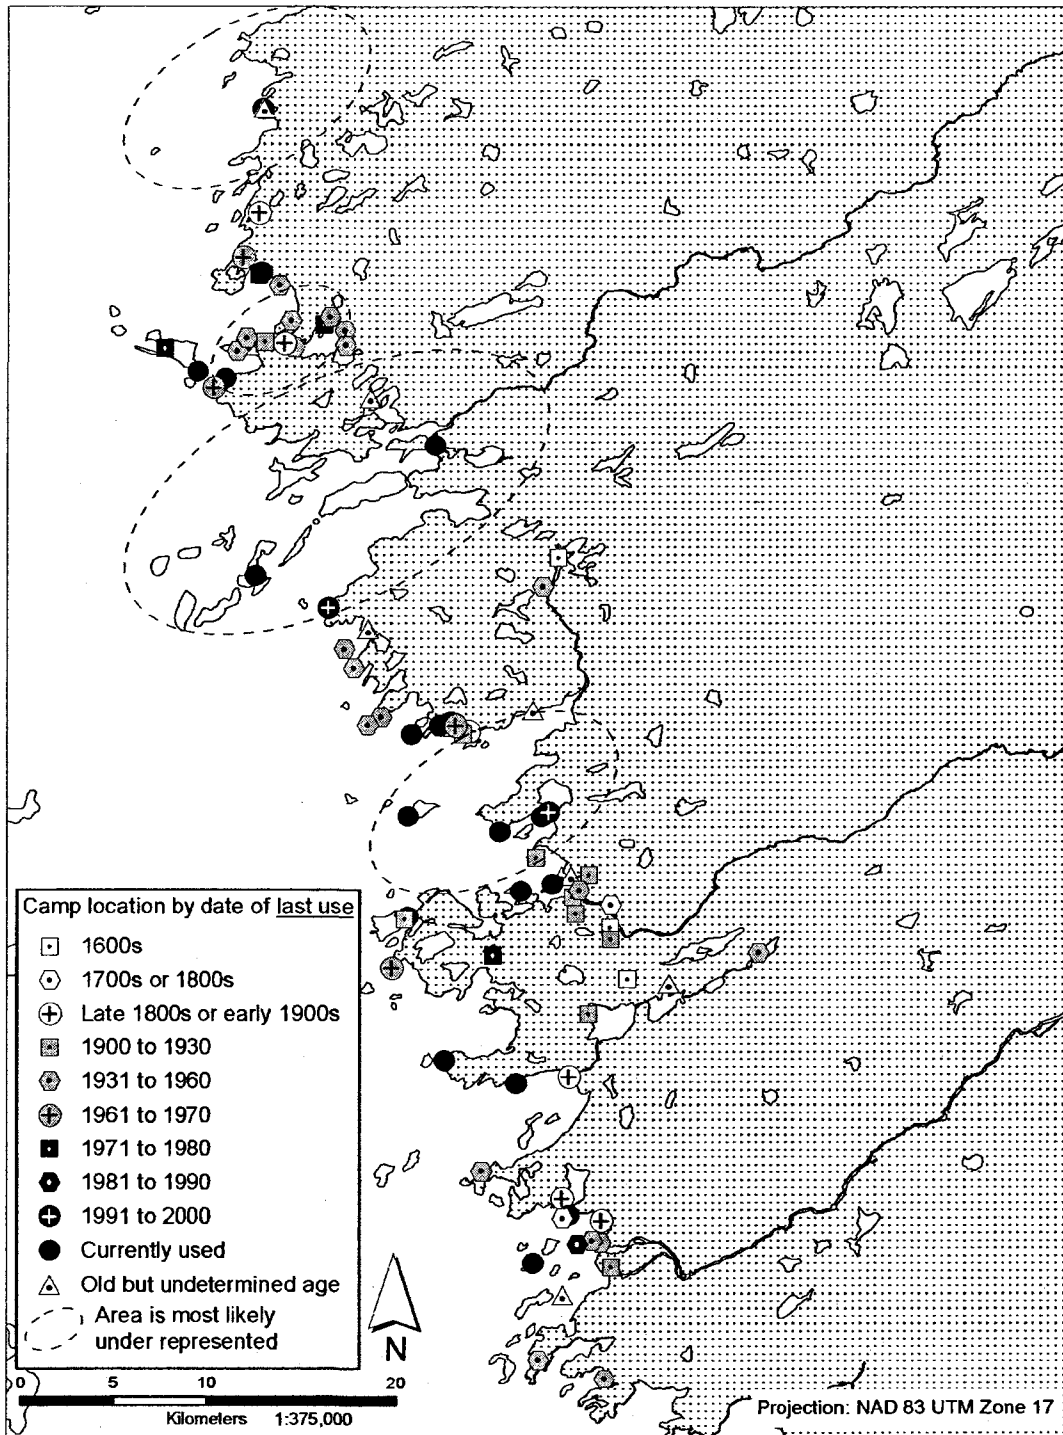 Camp location by date of last use
1600s
1700s or 1800s
Late 1800s or early 1900s
1900 to 1930
1931 to 1960
1961 to 1970
1971 to 1980
1981 to 1990
1991 to 2000
Currently used
Old but undetermined age
Area is most likely
under represented
N
0 5 10 20
Kilometers 1:375,000
Projection: NAD 83 UTM Zone 17